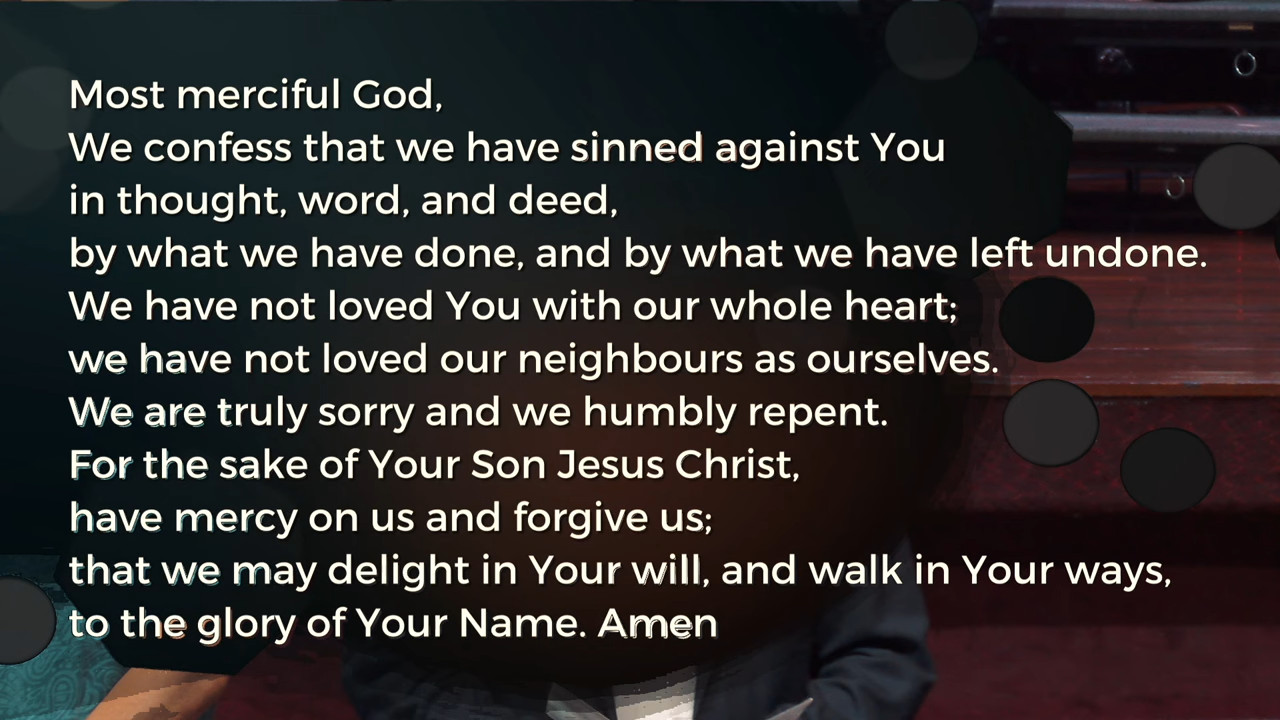 Most merciful God,
We confess that we have sinned against You
in thought, word, and deed,
by what we have done, and by what we have left undone.
We have not loved You with our whole heart;
we have not loved our neighbours as ourselves.
We are truly sorry and we humbly repent.
For the sake of Your Son Jesus Christ,
have mercy on us and forgive us;
that we may delight in Your will, and walk in Your ways,
to the glory of Your Name. Amen